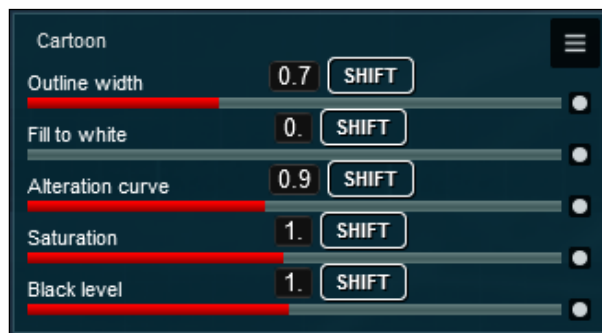 Cartoon
Outline width 0.7 SHIFT
Fill to white 0. SHIFT
Alteration curve 0.9 SHIFT
Saturation 1. SHIFT
Black level 1. SHIFT